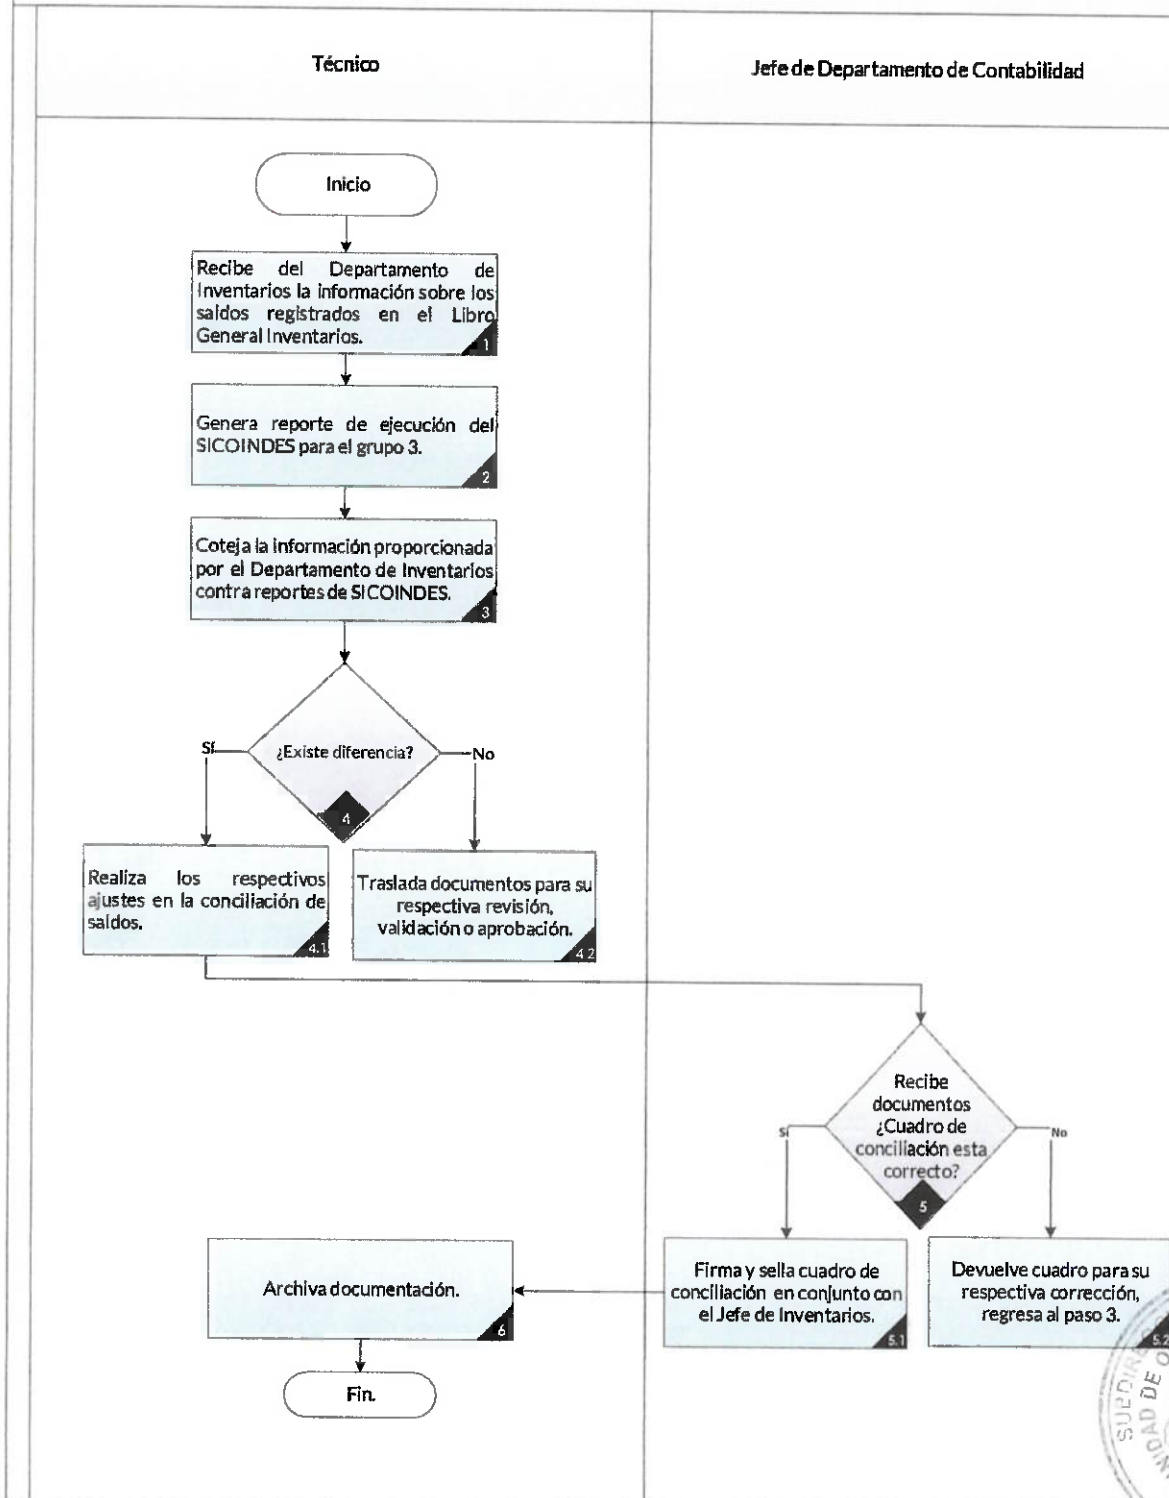 Técnico
Jefe de Departamento de Contabilidad
Inicio
Recibe del Departamento de
Inventarios la información sobre los
saldos registrados en el Libro
General Inventarios.
1
Genera reporte de ejecución del
SICOINDES para el grupo 3.
2
Coteja la información proporcionada
por el Departamento de Inventarios
contra reportes de SICOINDES.
3
¿Existe diferencia?
Sí
No
4
Realiza los respectivos
ajustes en la conciliación de
saldos.
4.1
Traslada documentos para su
respectiva revisión,
validación o aprobación.
4.2
Recibe
documentos
¿Cuadro de
conciliación esta
correcto?
Sí
No
5
Firma y sella cuadro de
conciliación en conjunto con
el Jefe de Inventarios.
5.1
Devuelve cuadro para su
respectiva corrección,
regresa al paso 3.
5.2
Archiva documentación.
6
Fin.